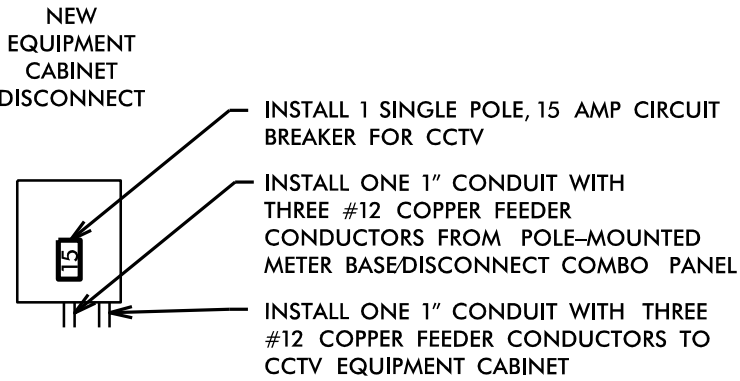 NEW
EQUIPMENT
CABINET
DISCONNECT
INSTALL 1 SINGLE POLE, 15 AMP CIRCUIT
BREAKER FOR CCTV
INSTALL ONE 1" CONDUIT WITH
THREE #12 COPPER FEEDER
CONDUCTORS FROM POLE–MOUNTED
METER BASE/DISCONNECT COMBO PANEL
15
INSTALL ONE 1" CONDUIT WITH THREE
#12 COPPER FEEDER CONDUCTORS TO
CCTV EQUIPMENT CABINET